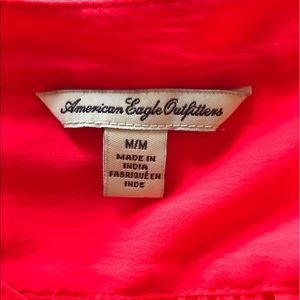 American Eagle Outfitters
M/M
MADE IN
INDIA
FABRIQUÉ EN
INDE